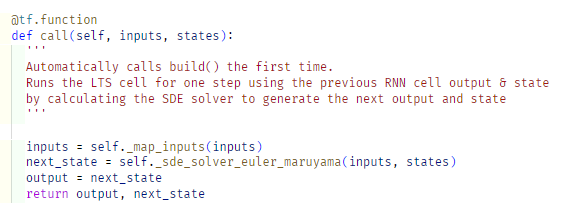 @tf.function
def call(self, inputs, states):
'''
Automatically calls build() the first time.
Runs the LTS cell for one step using the previous RNN cell output & state
by calculating the SDE solver to generate the next output and state
'''
inputs = self._map_inputs(inputs)
next_state = self._sde_solver_euler_maruyama(inputs, states)
output = next_state
return output, next_state